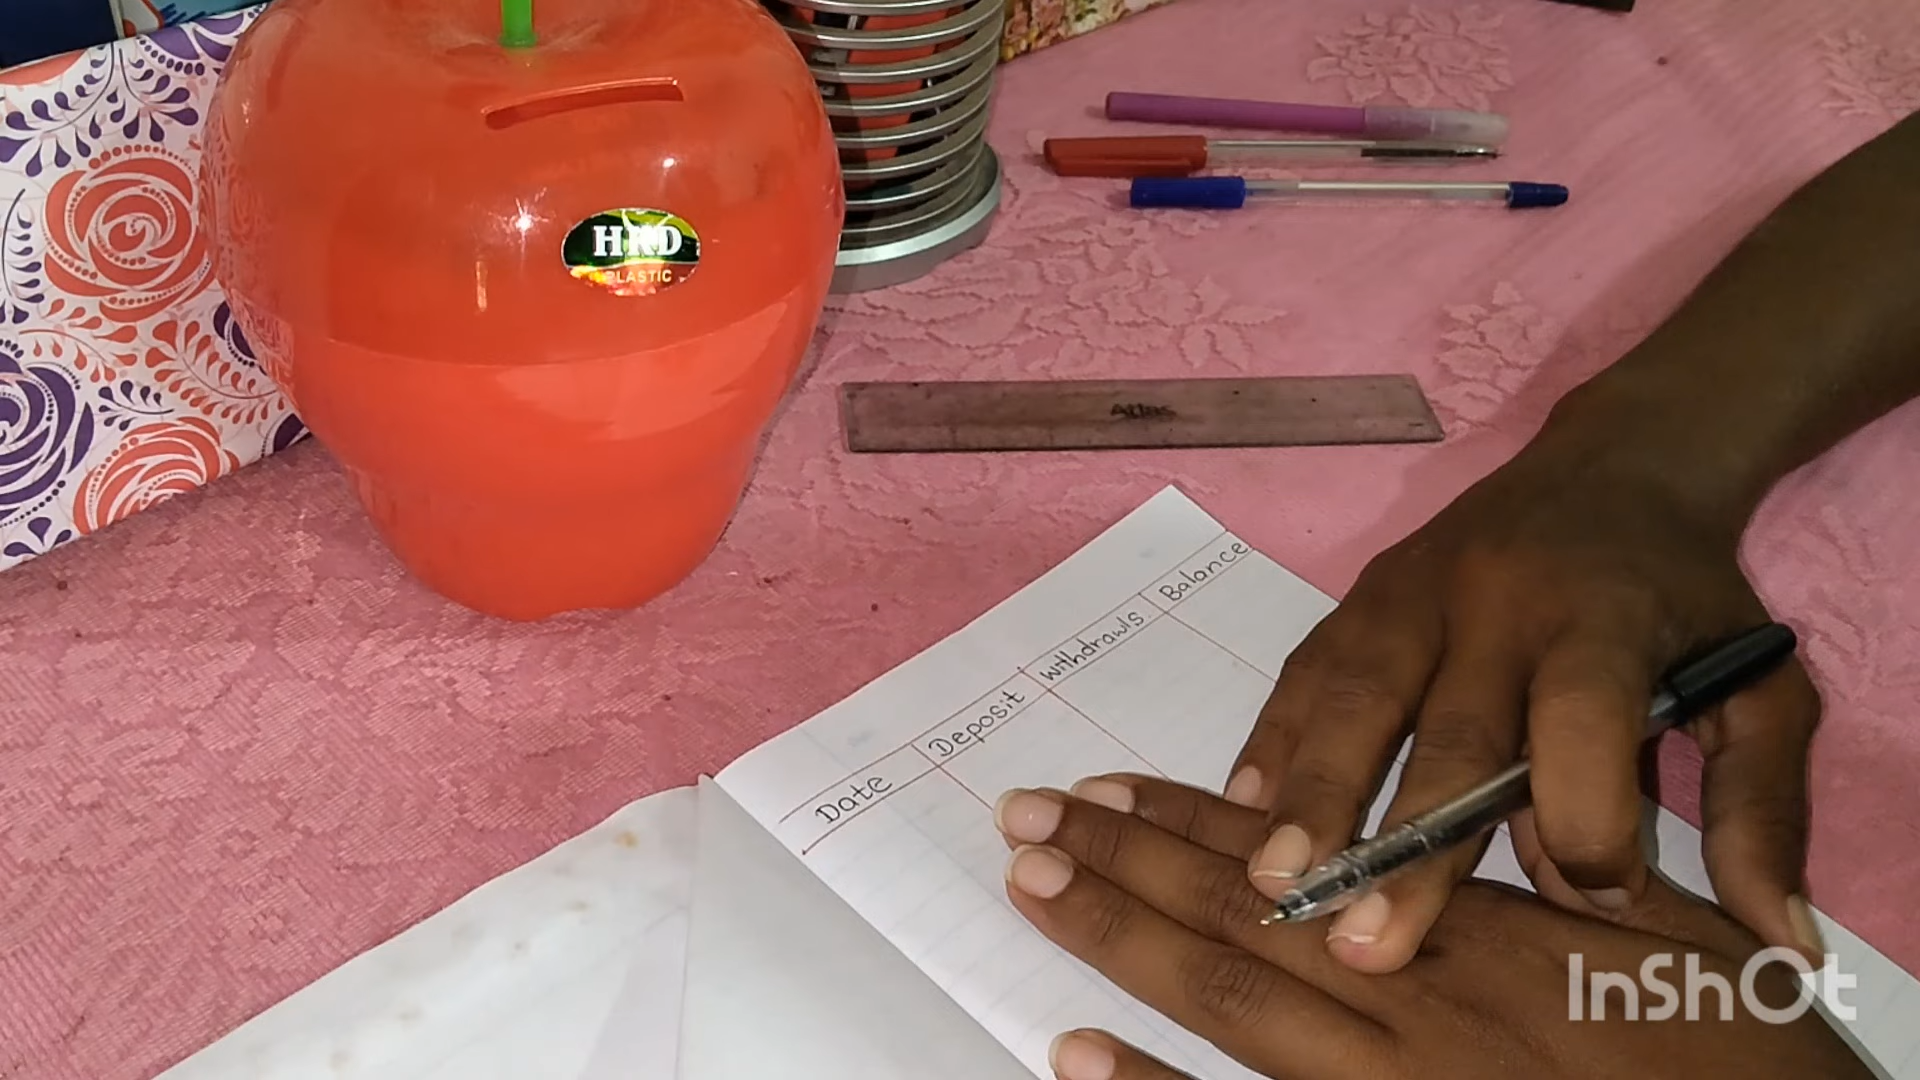 HRD
PLASTIC
Atlas
Date Deposit withdrawls. Balance
InShOt